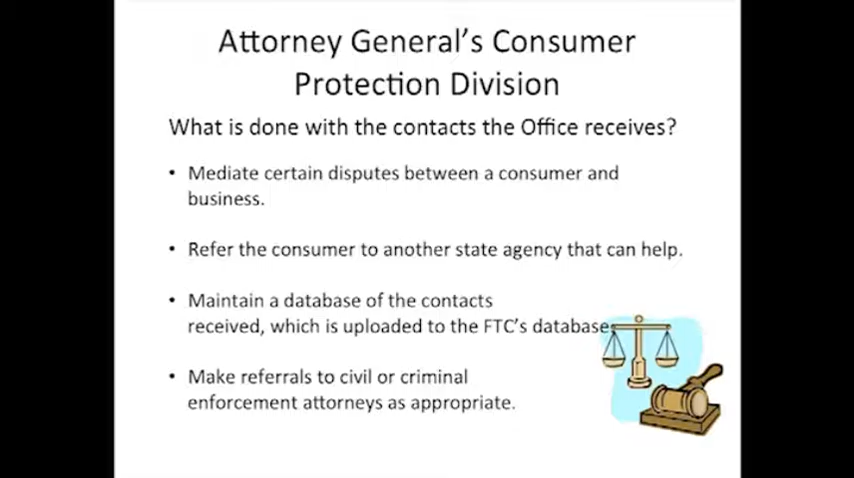 Attorney General's Consumer
Protection Division
What is done with the contacts the Office receives?
• Mediate certain disputes between a consumer and
business.
• Refer the consumer to another state agency that can help.
• Maintain a database of the contacts
received, which is uploaded to the FTC's database.
• Make referrals to civil or criminal
enforcement attorneys as appropriate.